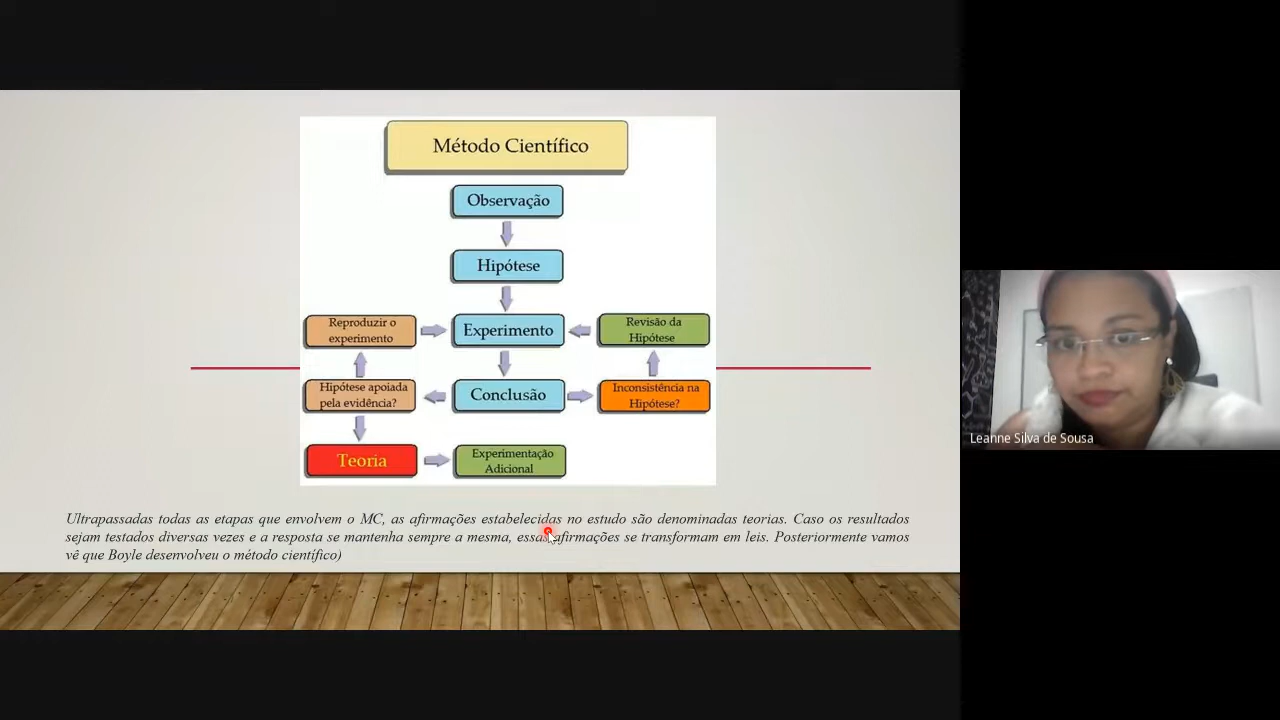 Método Científico
Observação
Hipótese
Reproduzir o
experimento
Experimento
Revisão da
Hipótese
Hipótese apoiada
pela evidência?
Conclusão
Inconsistência na
Hipótese?
Teoria
Experimentação
Adicional
Leanne Silva de Sousa
Ultrapassadas todas as etapas que envolvem o MC, as afirmações estabelecidas no estudo são denominadas teorias. Caso os resultados
sejam testados diversas vezes e a resposta se mantenha sempre a mesma, essas afirmações se transformam em leis. Posteriormente vamos
vê que Boyle desenvolveu o método científico)